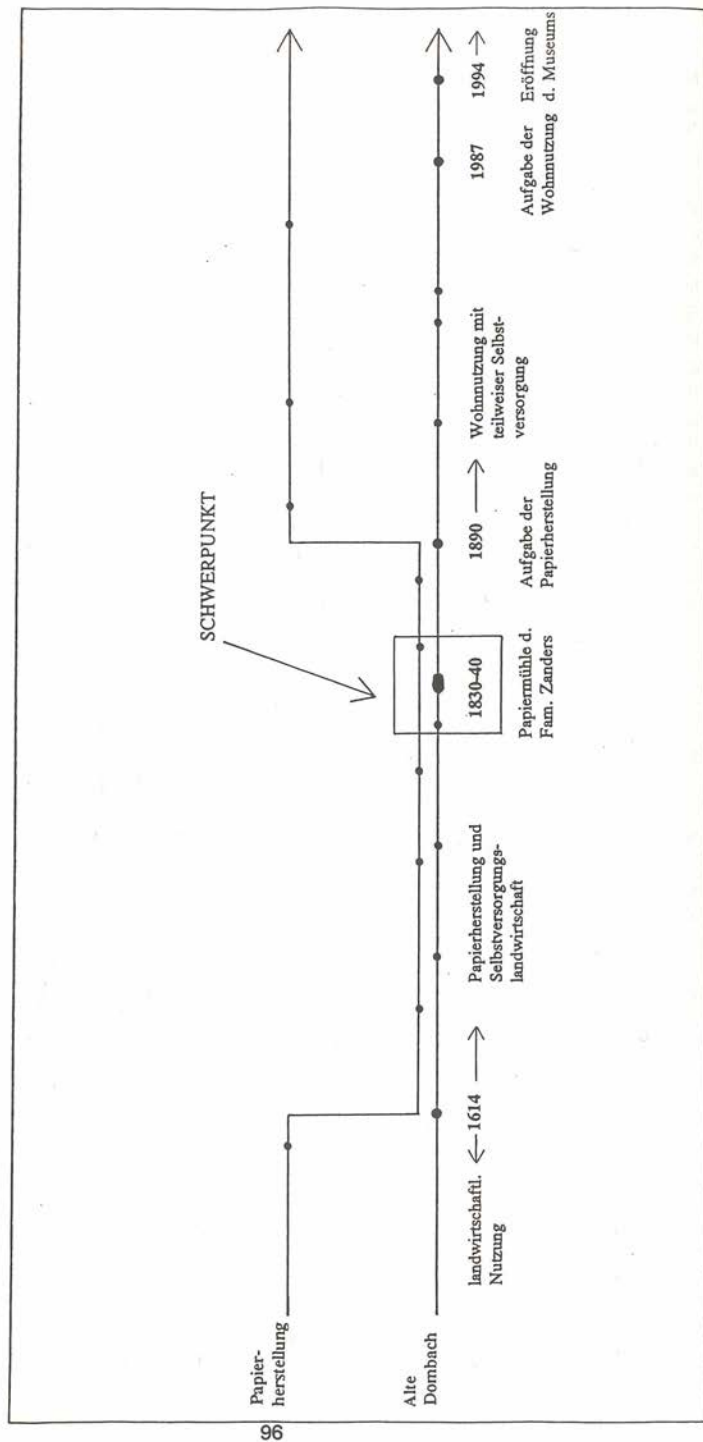 SCHWERPUNKT
Papier-
herstellung
Alte
Dombach
landwirtschaftl.
Nutzung
1614
Papierherstellung und
Selbstversorgungs-
landwirtschaft
1830-40
Papiermühle d.
Fam. Zanders
1890
Aufgabe der
Papierherstellung
Wohnnutzung mit
teilweiser Selbst-
versorgung
1987
Aufgabe der
Wohnnutzung
1994
Eröffnung
d. Museums
96